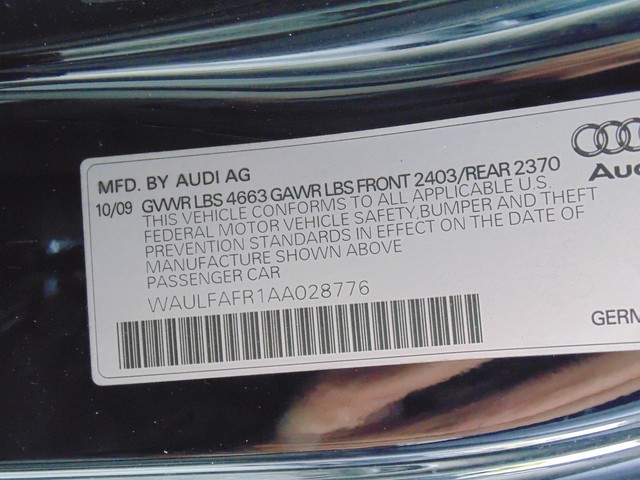 MFD. BY AUDI AG
10/09 GVWR LBS 4663 GAWR LBS FRONT 2403/REAR 2370
THIS VEHICLE CONFORMS TO ALL APPLICABLE U.S.
FEDERAL MOTOR VEHICLE SAFETY, BUMPER AND THEFT
PREVENTION STANDARDS IN EFFECT ON THE DATE OF
MANUFACTURE SHOWN ABOVE
PASSENGER CAR
WAULFAFR1AA028776
Aud
GERM